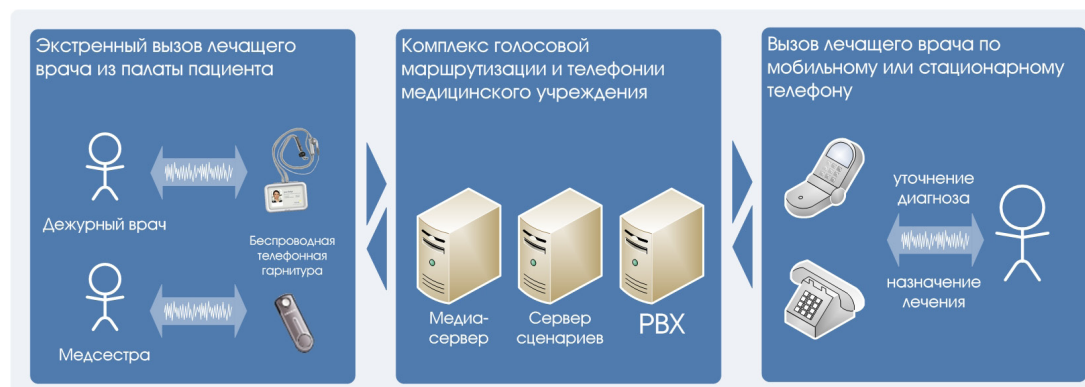 Экстренный вызов лечащего
врача из палаты пациента
Дежурный врач
Беспроводная
телефонная
гарнитура
Медсестра
Комплекс голосовой
маршрутизации и телефонии
медицинского учреждения
Медиа-
сервер
Сервер
сценариев
PBX
Вызов лечащего врача по
мобильному или стационарному
телефону
уточнение
диагноза
назначение
лечения